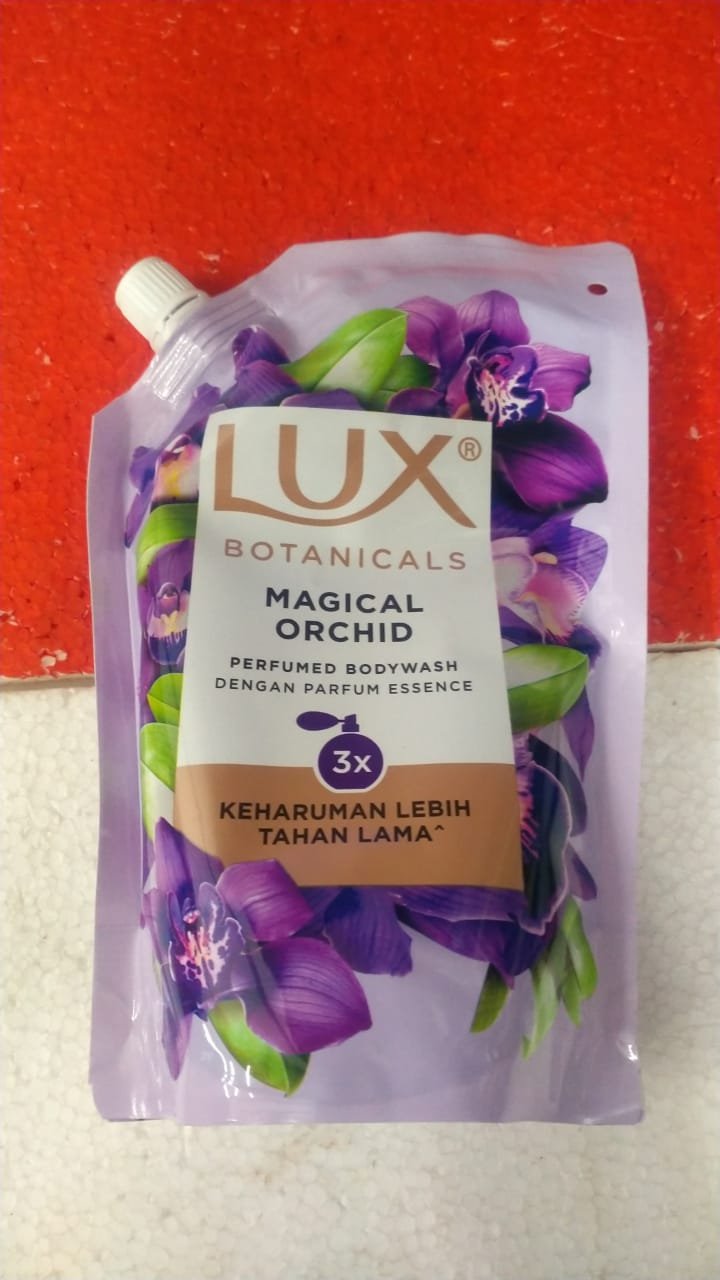 LUX®
BOTANICALS
MAGICAL
ORCHID
PERFUMED BODYWASH
DENGAN PARFUM ESSENCE
3x
KEHARUMAN LEBIH
TAHAN LAMA^